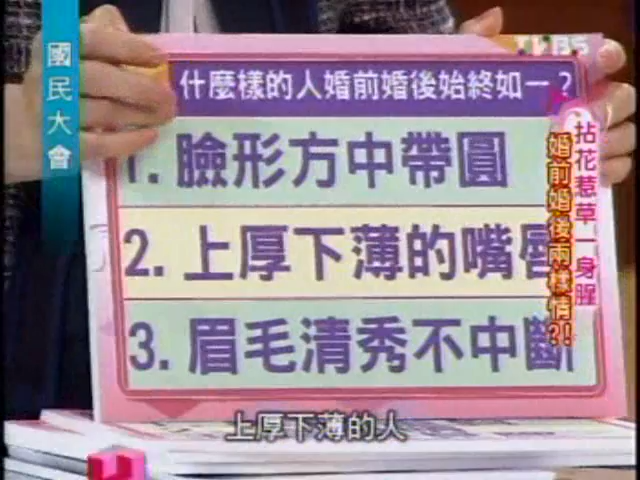 國民大會
TVBS
什麼樣的人婚前婚後始終如一？
1.臉形方中帶圓
2.上厚下薄的嘴唇
3.眉毛清秀不中斷
拈花惹草一身腥
婚前婚後兩樣情?!
上厚下薄的人